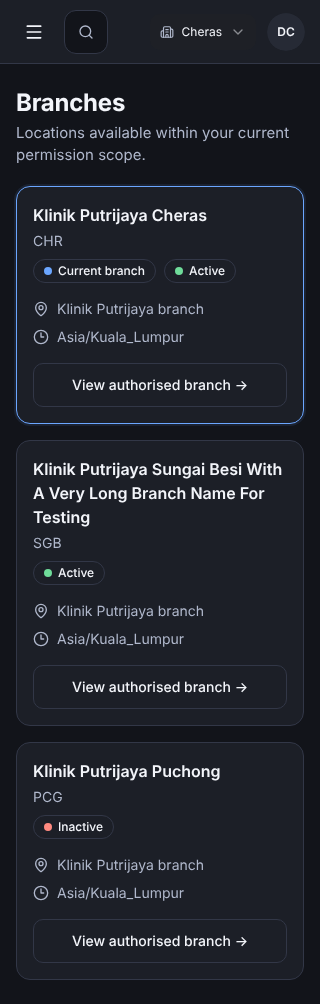 Cheras
DC
Branches
Locations available within your current
permission scope.
Klinik Putrijaya Cheras
CHR
Current branch
Active
Klinik Putrijaya branch
Asia/Kuala_Lumpur
View authorised branch →
Klinik Putrijaya Sungai Besi With
A Very Long Branch Name For
Testing
SGB
Active
Klinik Putrijaya branch
Asia/Kuala_Lumpur
View authorised branch →
Klinik Putrijaya Puchong
PCG
Inactive
Klinik Putrijaya branch
Asia/Kuala_Lumpur
View authorised branch →